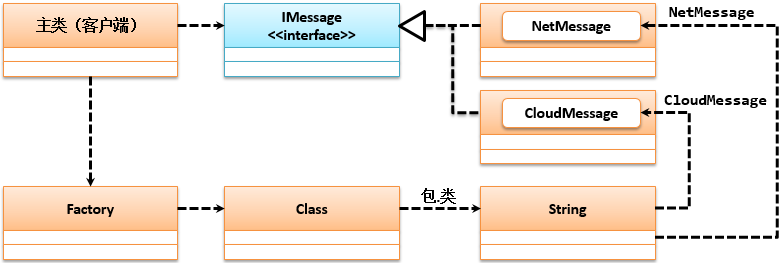 主类（客户端）
IMessage
<<interface>>
NetMessage
NetMessage
CloudMessage
CloudMessage
Factory
Class
包.类
String